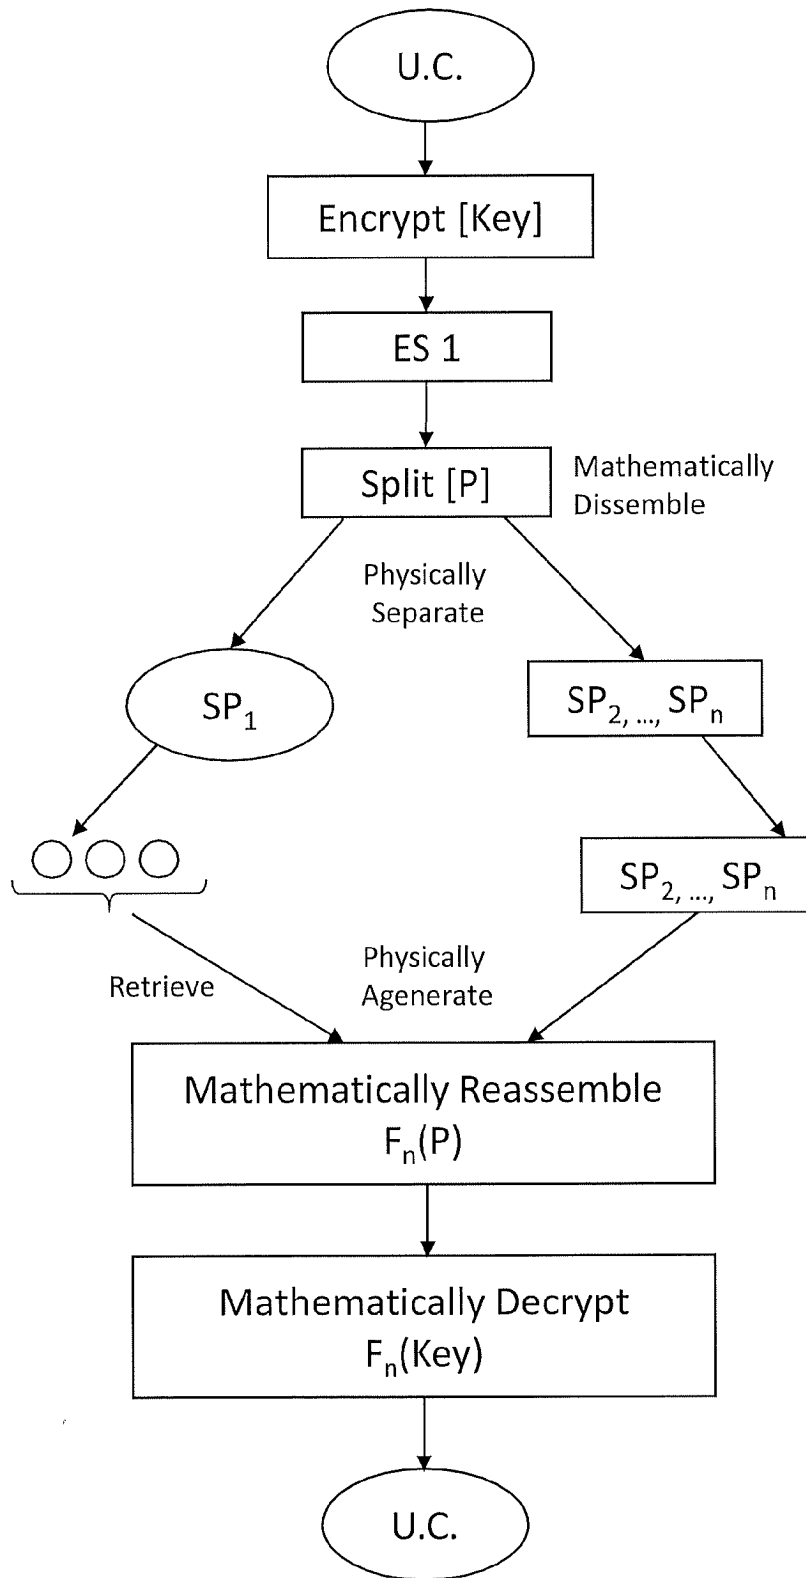 U.C.
Encrypt [Key]
ES 1
Split [P]
Mathematically
Dissemble
Physically
Separate
SP1
SP2, ..., SPn
SP2, ..., SPn
Retrieve
Physically
Agenerate
Mathematically Reassemble
Fn(P)
Mathematically Decrypt
Fn(Key)
U.C.